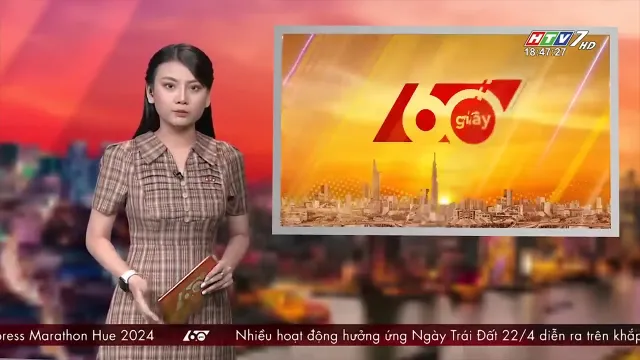 HTV7 HD
18:47:27
60 giây
press Marathon Hue 2024 60 Nhiều hoạt động hưởng ứng Ngày Trái Đất 22/4 diễn ra trên khắp